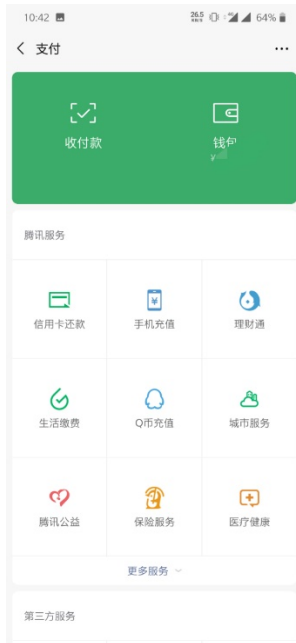 10:42
26.5
64%
支付
收付款
钱包
腾讯服务
信用卡还款
手机充值
理财通
生活缴费
Q币充值
城市服务
腾讯公益
保险服务
医疗健康
更多服务
第三方服务